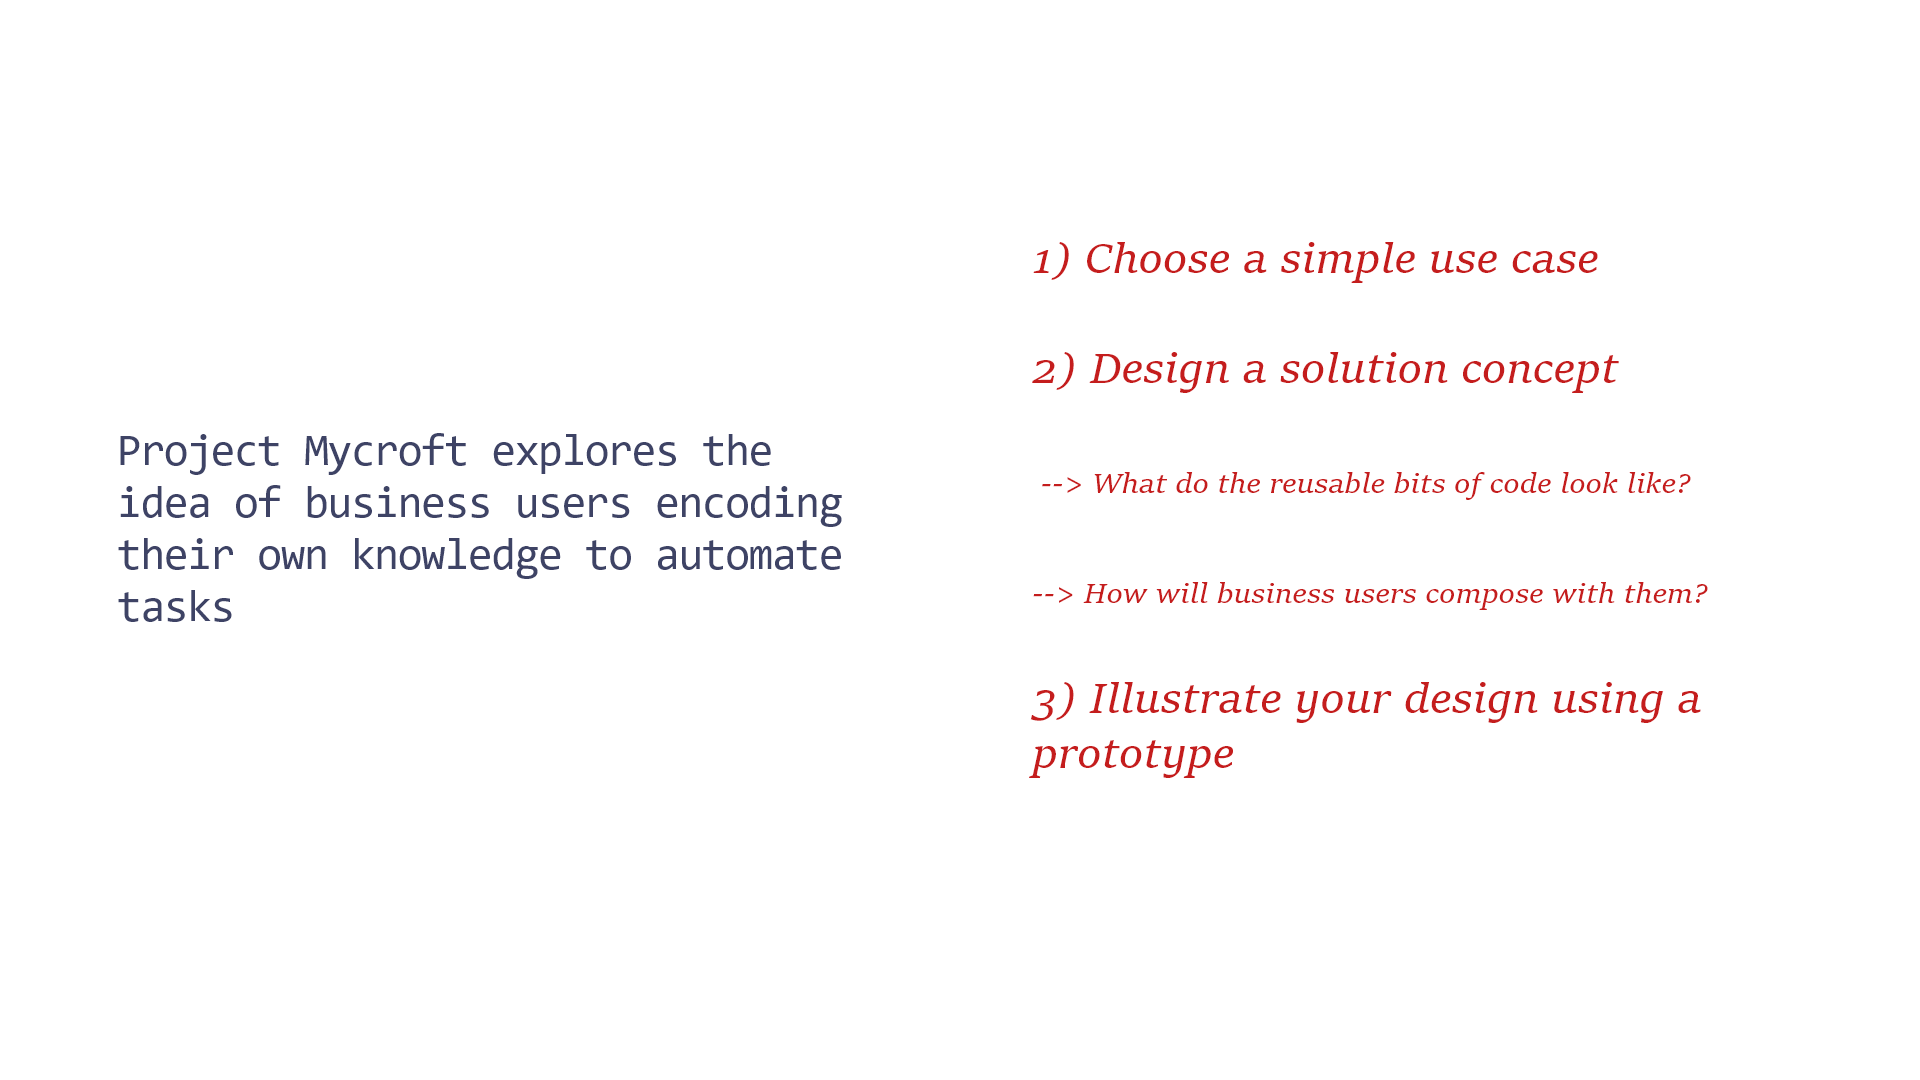 Project Mycroft explores the
idea of business users encoding
their own knowledge to automate
tasks
1) Choose a simple use case
2) Design a solution concept
--> What do the reusable bits of code look like?
--> How will business users compose with them?
3) Illustrate your design using a
prototype